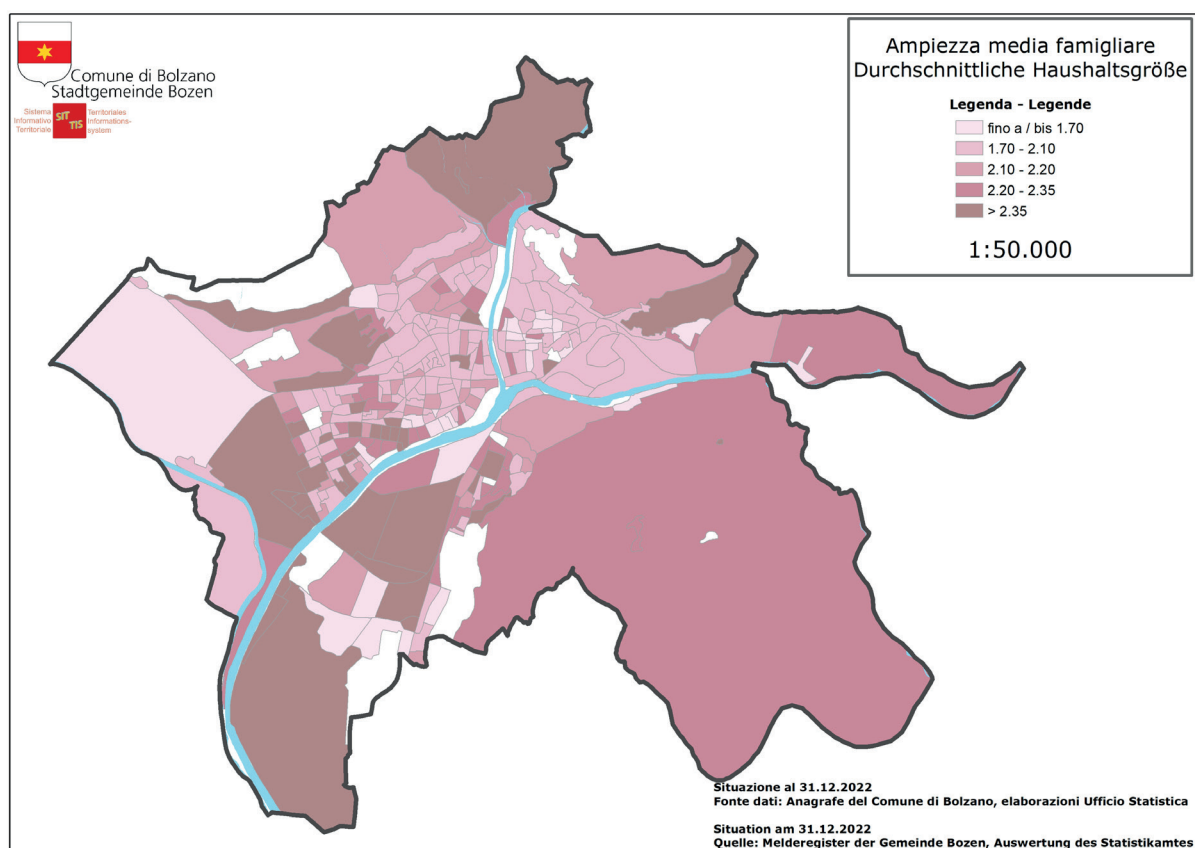 Comune di Bolzano
Stadtgemeinde Bozen
Sistema
Informativo
Territoriale
SIT
TIS
Territoriales
Informations-
system
Ampiezza media famigliare
Durchschnittliche Haushaltsgröße
Legenda - Legende
fino a / bis 1.70
1.70 - 2.10
2.10 - 2.20
2.20 - 2.35
> 2.35
1:50.000
Situazione al 31.12.2022
Fonte dati: Anagrafe del Comune di Bolzano, elaborazioni Ufficio Statistica
Situation am 31.12.2022
Quelle: Melderegister der Gemeinde Bozen, Auswertung des Statistikamtes